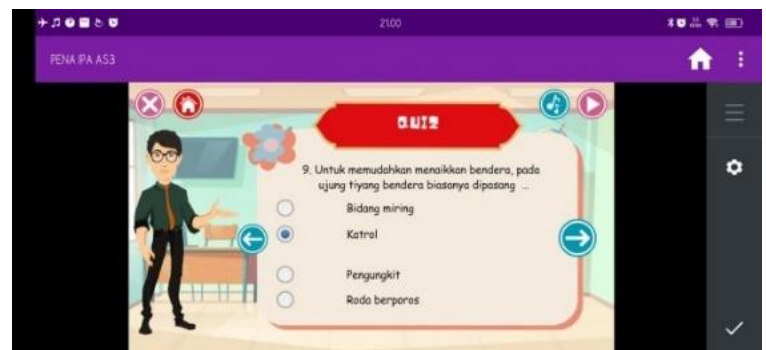 21.00
PENA IPA AS3
QUIZ
9. Untuk memudahkan menaikkan bendera, pada
ujung tiyang bendera biasanya dipasang ...
Bidang miring
Katrol
Pengungkit
Roda berporos